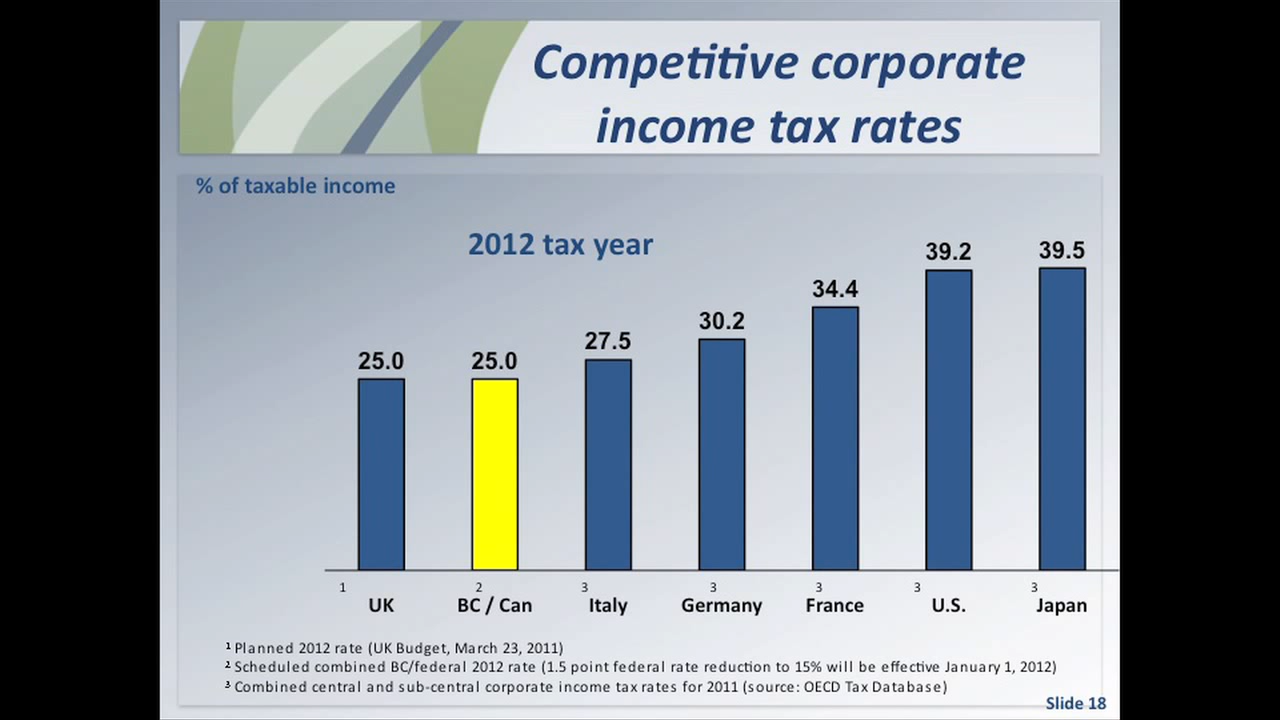 Competitive corporate
income tax rates
% of taxable income
2012 tax year
25.0 25.0 27.5 30.2 34.4 39.2 39.5
1 2 3 3 3 3 3
UK BC / Can Italy Germany France U.S. Japan
1 Planned 2012 rate (UK Budget, March 23, 2011)
2 Scheduled combined BC/federal 2012 rate (1.5 point federal rate reduction to 15% will be effective January 1, 2012)
3 Combined central and sub-central corporate income tax rates for 2011 (source: OECD Tax Database)
Slide 18